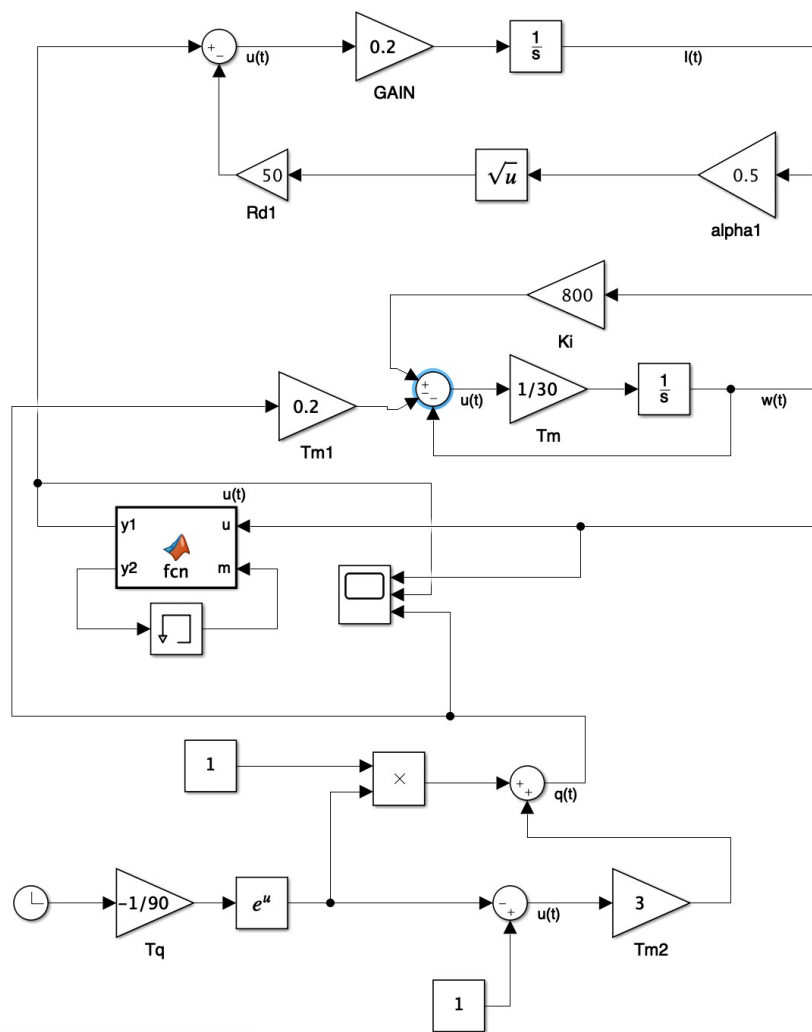 +
−
u(t)
0.2
GAIN
1
s
I(t)
50
Rd1
√u
0.5
alpha1
800
Ki
0.2
Tm1
+
−
−
u(t)
1/30
Tm
1
s
w(t)
u(t)
y1
u
y2
fcn
m
1
×
+
+
q(t)
-1/90
Tq
eᵘ
−
+
u(t)
3
Tm2
1